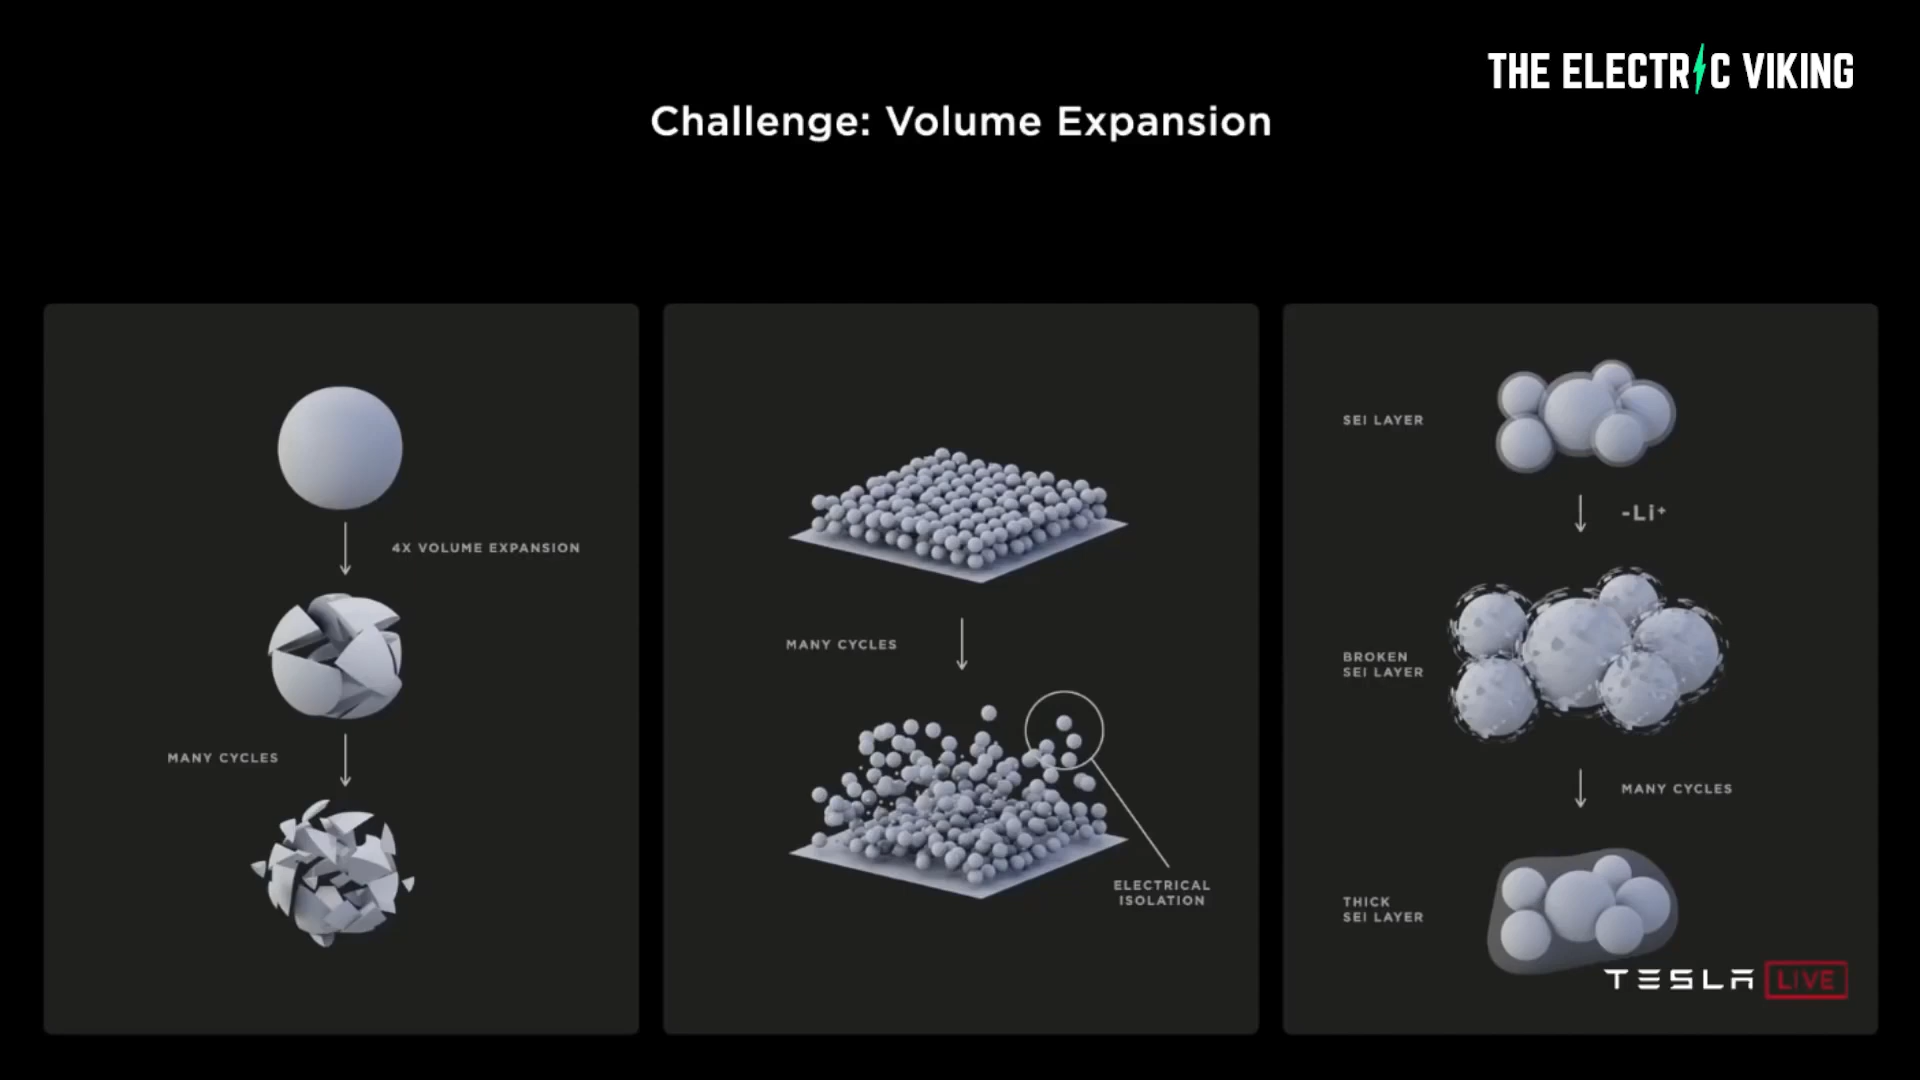 THE ELECTRIC VIKING
Challenge: Volume Expansion
4X VOLUME EXPANSION
MANY CYCLES
MANY CYCLES
ELECTRICAL
ISOLATION
SEI LAYER
-Li⁺
BROKEN
SEI LAYER
MANY CYCLES
THICK
SEI LAYER
TESLA LIVE